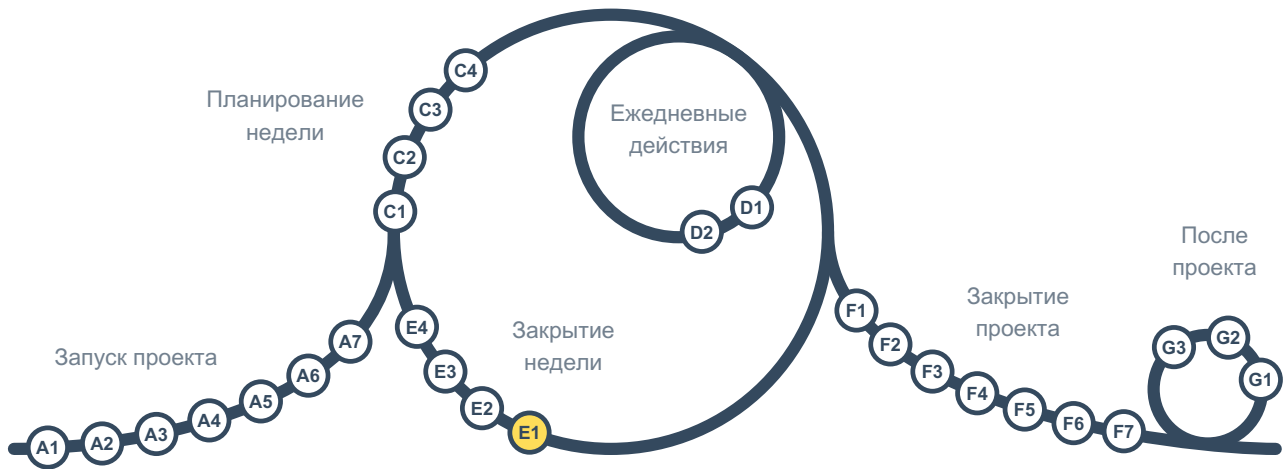 Запуск проекта
A1
A2
A3
A4
A5
A6
A7
Планирование
недели
C1
C2
C3
C4
Ежедневные
действия
D1
D2
Закрытие
недели
E1
E2
E3
E4
Закрытие
проекта
F1
F2
F3
F4
F5
F6
F7
После
проекта
G1
G2
G3